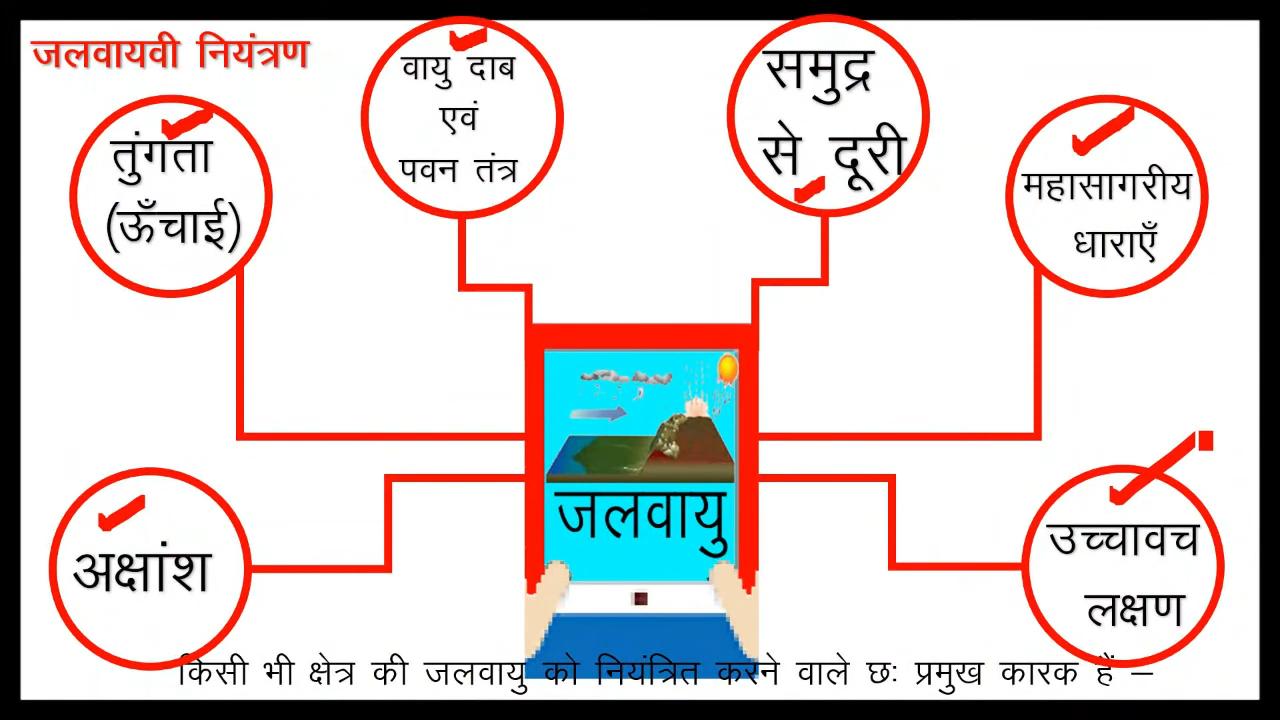 जलवायवी नियंत्रण
तुंगता
(ऊँचाई)
वायु दाब
एवं
पवन तंत्र
समुद्र
से दूरी
महासागरीय
धाराएँ
अक्षांश
जलवायु
उच्चावच
लक्षण
किसी भी क्षेत्र की जलवायु को नियंत्रित करने वाले छः प्रमुख कारक हैं –